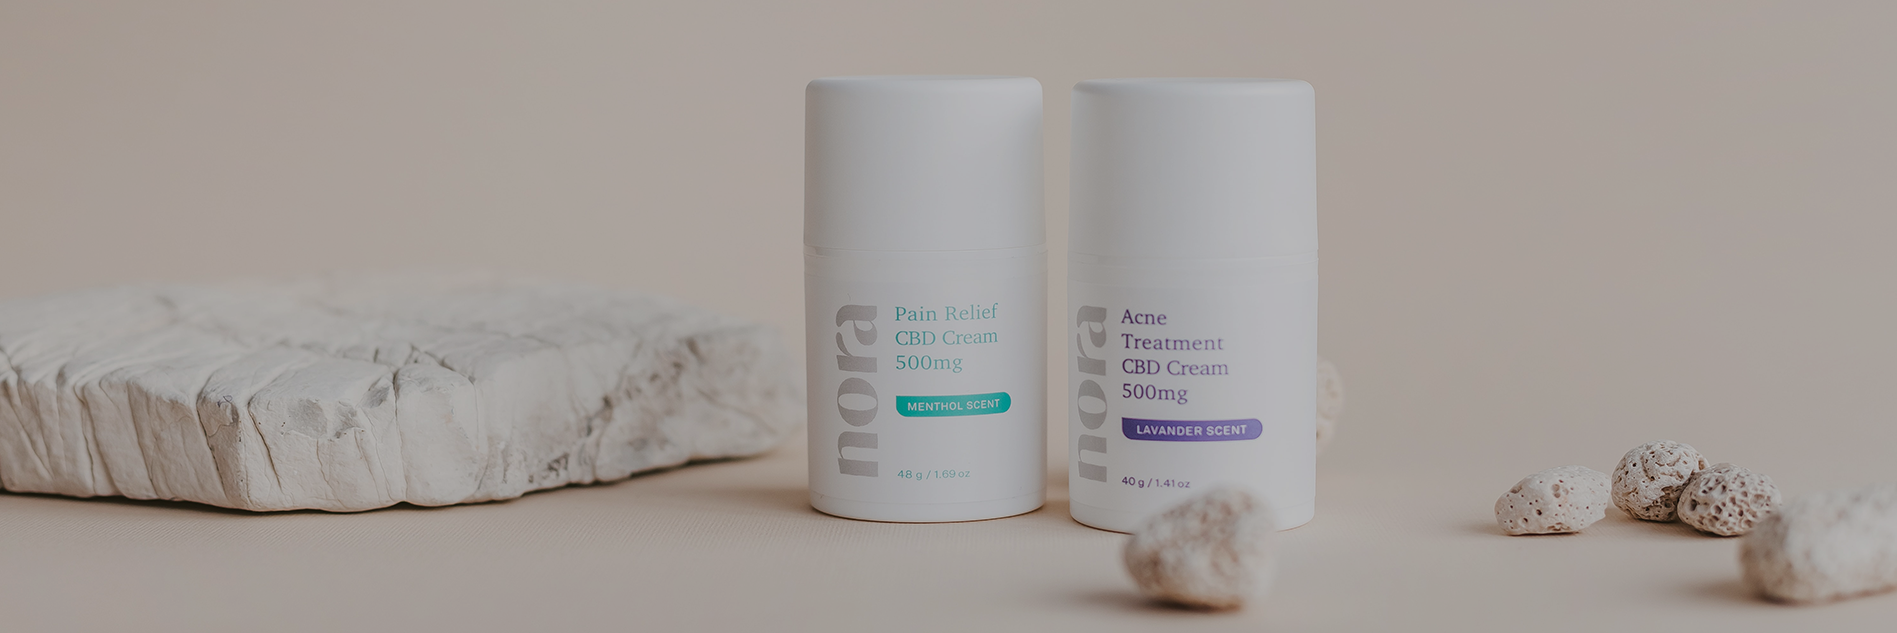 nora
Pain Relief
CBD Cream
500mg
MENTHOL SCENT
48 g / 1.69 oz
nora
Acne
Treatment
CBD Cream
500mg
LAVANDER SCENT
40 g / 1.41 oz